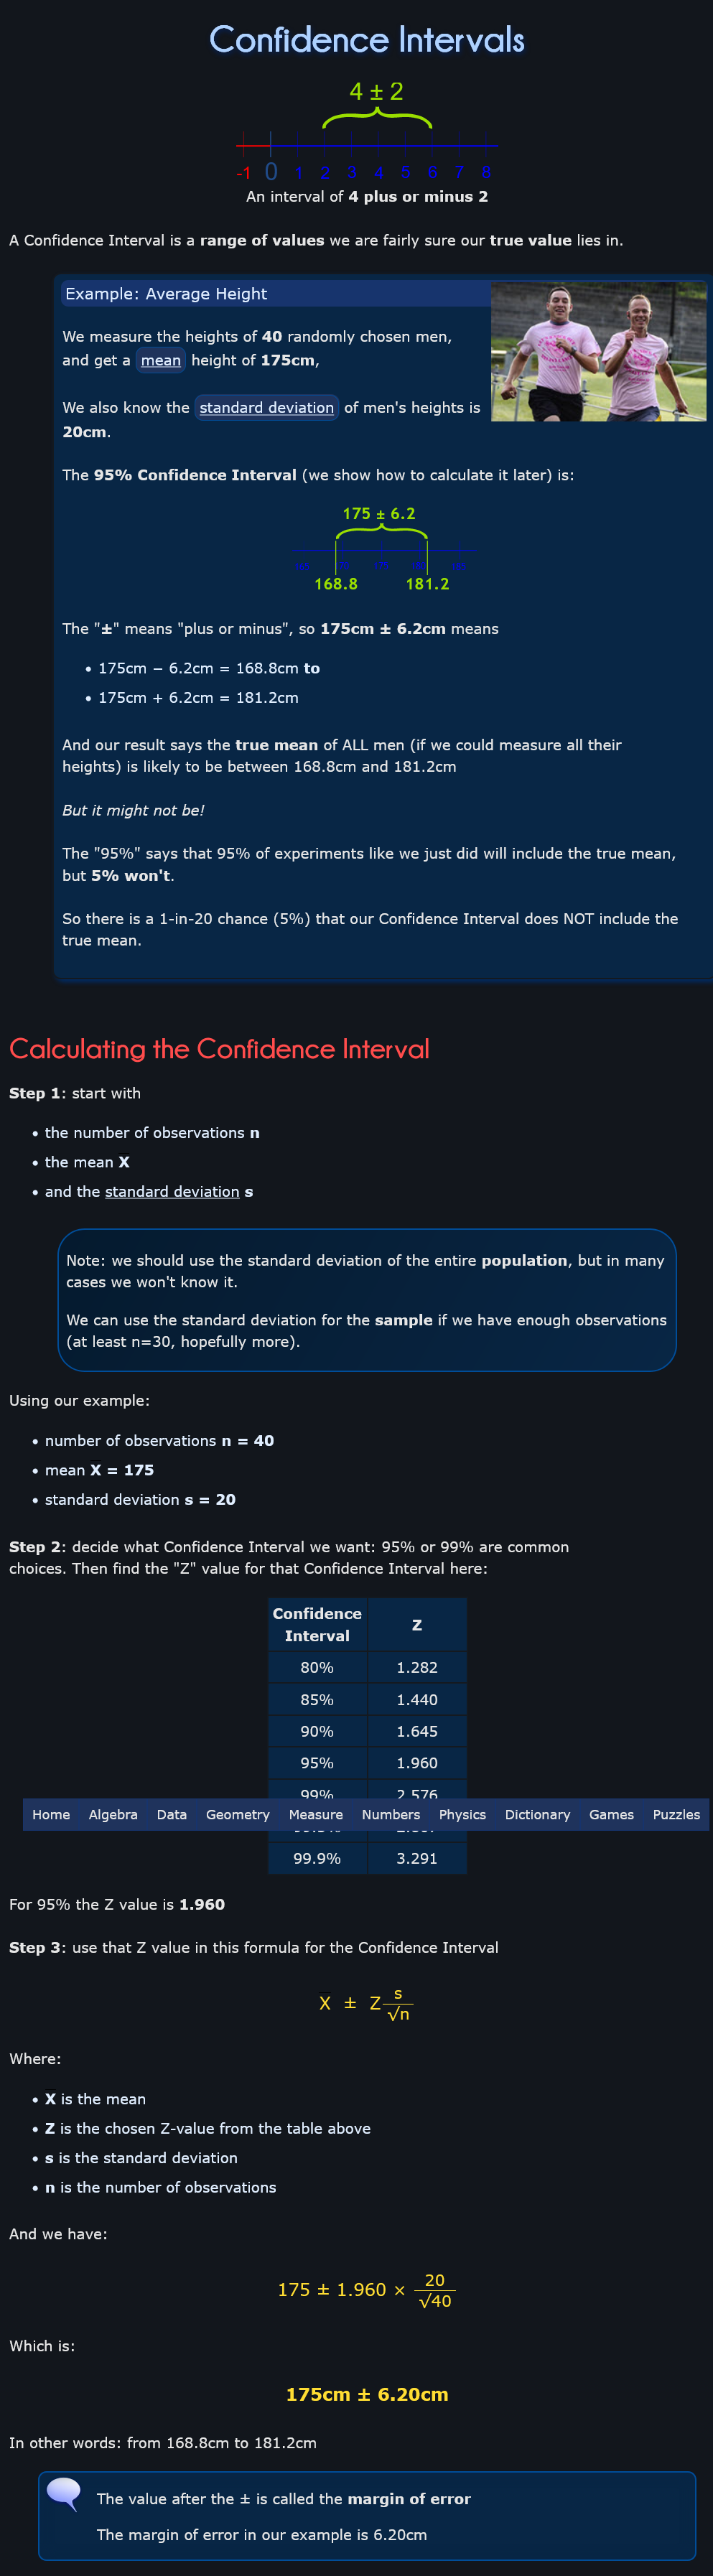 Confidence Intervals
4 ± 2
-1 0 1 2 3 4 5 6 7 8
An interval of 4 plus or minus 2
A Confidence Interval is a range of values we are fairly sure our true value lies in.
Example: Average Height
We measure the heights of 40 randomly chosen men,
and get a mean height of 175cm,
We also know the standard deviation of men's heights is
20cm.
The 95% Confidence Interval (we show how to calculate it later) is:
175 ± 6.2
175
168.8 181.2
The "±" means "plus or minus", so 175cm ± 6.2cm means
• 175cm − 6.2cm = 168.8cm to
• 175cm + 6.2cm = 181.2cm
And our result says the true mean of ALL men (if we could measure all their
heights) is likely to be between 168.8cm and 181.2cm
But it might not be!
The "95%" says that 95% of experiments like we just did will include the true mean,
but 5% won't.
So there is a 1-in-20 chance (5%) that our Confidence Interval does NOT include the
true mean.
Calculating the Confidence Interval
Step 1: start with
• the number of observations n
• the mean X
• and the standard deviation s
Note: we should use the standard deviation of the entire population, but in many
cases we won't know it.
We can use the standard deviation for the sample if we have enough observations
(at least n=30, hopefully more).
Using our example:
• number of observations n = 40
• mean X = 175
• standard deviation s = 20
Step 2: decide what Confidence Interval we want: 95% or 99% are common
choices. Then find the "Z" value for that Confidence Interval here:
Confidence
Interval Z
80% 1.282
85% 1.440
90% 1.645
95% 1.960
99% 2.576
Home Algebra Data Geometry Measure Numbers Physics Dictionary Games Puzzles
99.9% 3.291
For 95% the Z value is 1.960
Step 3: use that Z value in this formula for the Confidence Interval
X ± Z s/√n
Where:
• X is the mean
• Z is the chosen Z-value from the table above
• s is the standard deviation
• n is the number of observations
And we have:
175 ± 1.960 × 20/√40
Which is:
175cm ± 6.20cm
In other words: from 168.8cm to 181.2cm
The value after the ± is called the margin of error
The margin of error in our example is 6.20cm